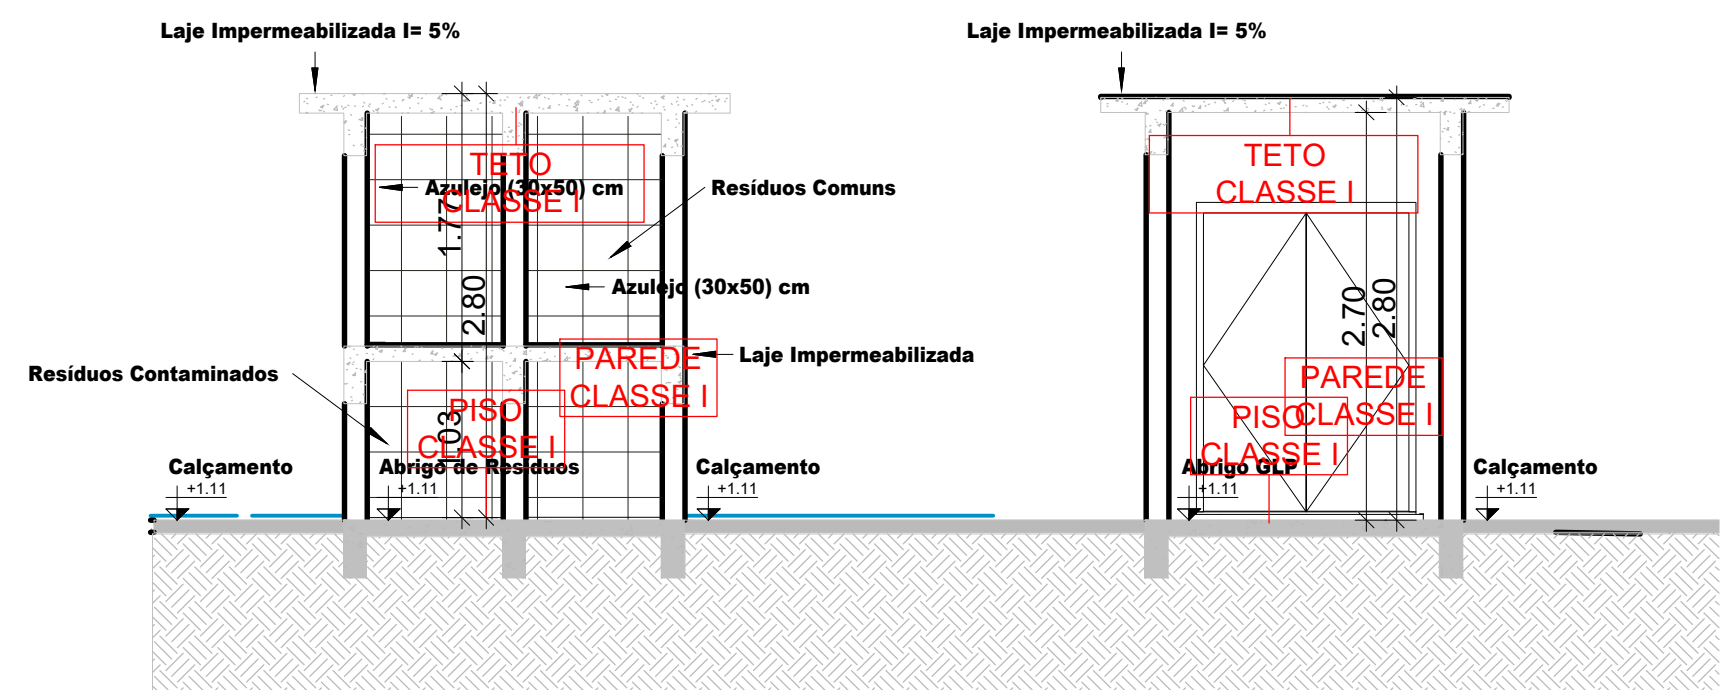 Laje Impermeabilizada I= 5%
Laje Impermeabilizada I= 5%
TETO
CLASSE I
Azulejo (30x50) cm
Resíduos Comuns
1.77
2.80
Azulejo (30x50) cm
PAREDE
CLASSE I
Laje Impermeabilizada
Resíduos Contaminados
PISO
CLASSE I
1.03
Calçamento
+1.11
Abrigo de Resíduos
+1.11
Calçamento
+1.11
TETO
CLASSE I
2.70
2.80
PAREDE
CLASSE I
PISO
CLASSE I
Abrigo GLP
+1.11
Calçamento
+1.11